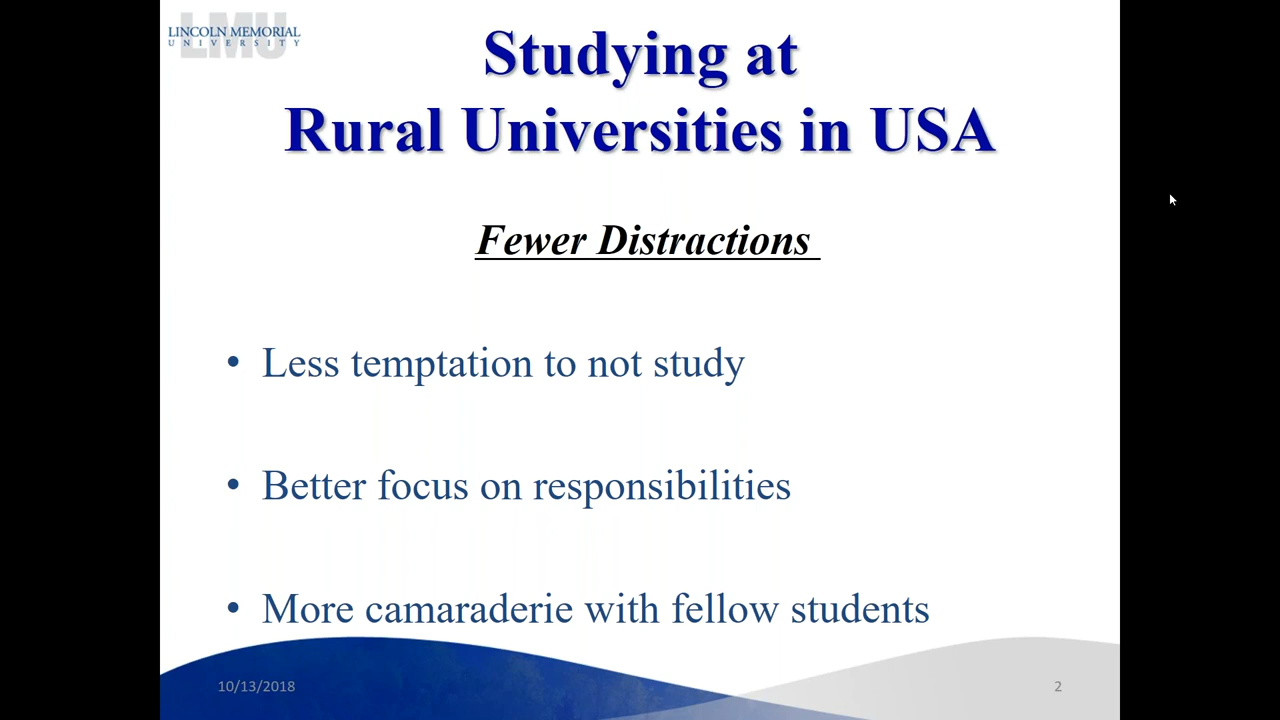 LMU
LINCOLN MEMORIAL
UNIVERSITY
Studying at
Rural Universities in USA
Fewer Distractions
• Less temptation to not study
• Better focus on responsibilities
• More camaraderie with fellow students
10/13/2018
2